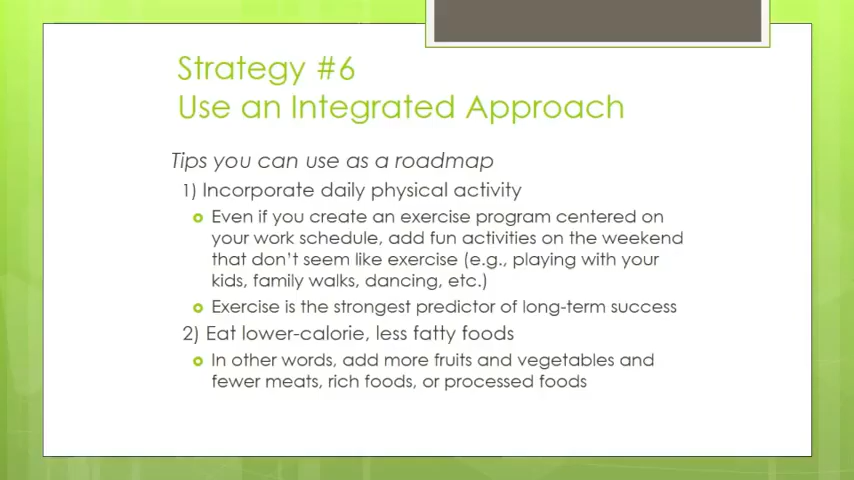 Strategy #6
Use an Integrated Approach
Tips you can use as a roadmap
1) Incorporate daily physical activity
Even if you create an exercise program centered on
your work schedule, add fun activities on the weekend
that don't seem like exercise (e.g., playing with your
kids, family walks, dancing, etc.)
Exercise is the strongest predictor of long-term success
2) Eat lower-calorie, less fatty foods
In other words, add more fruits and vegetables and
fewer meats, rich foods, or processed foods